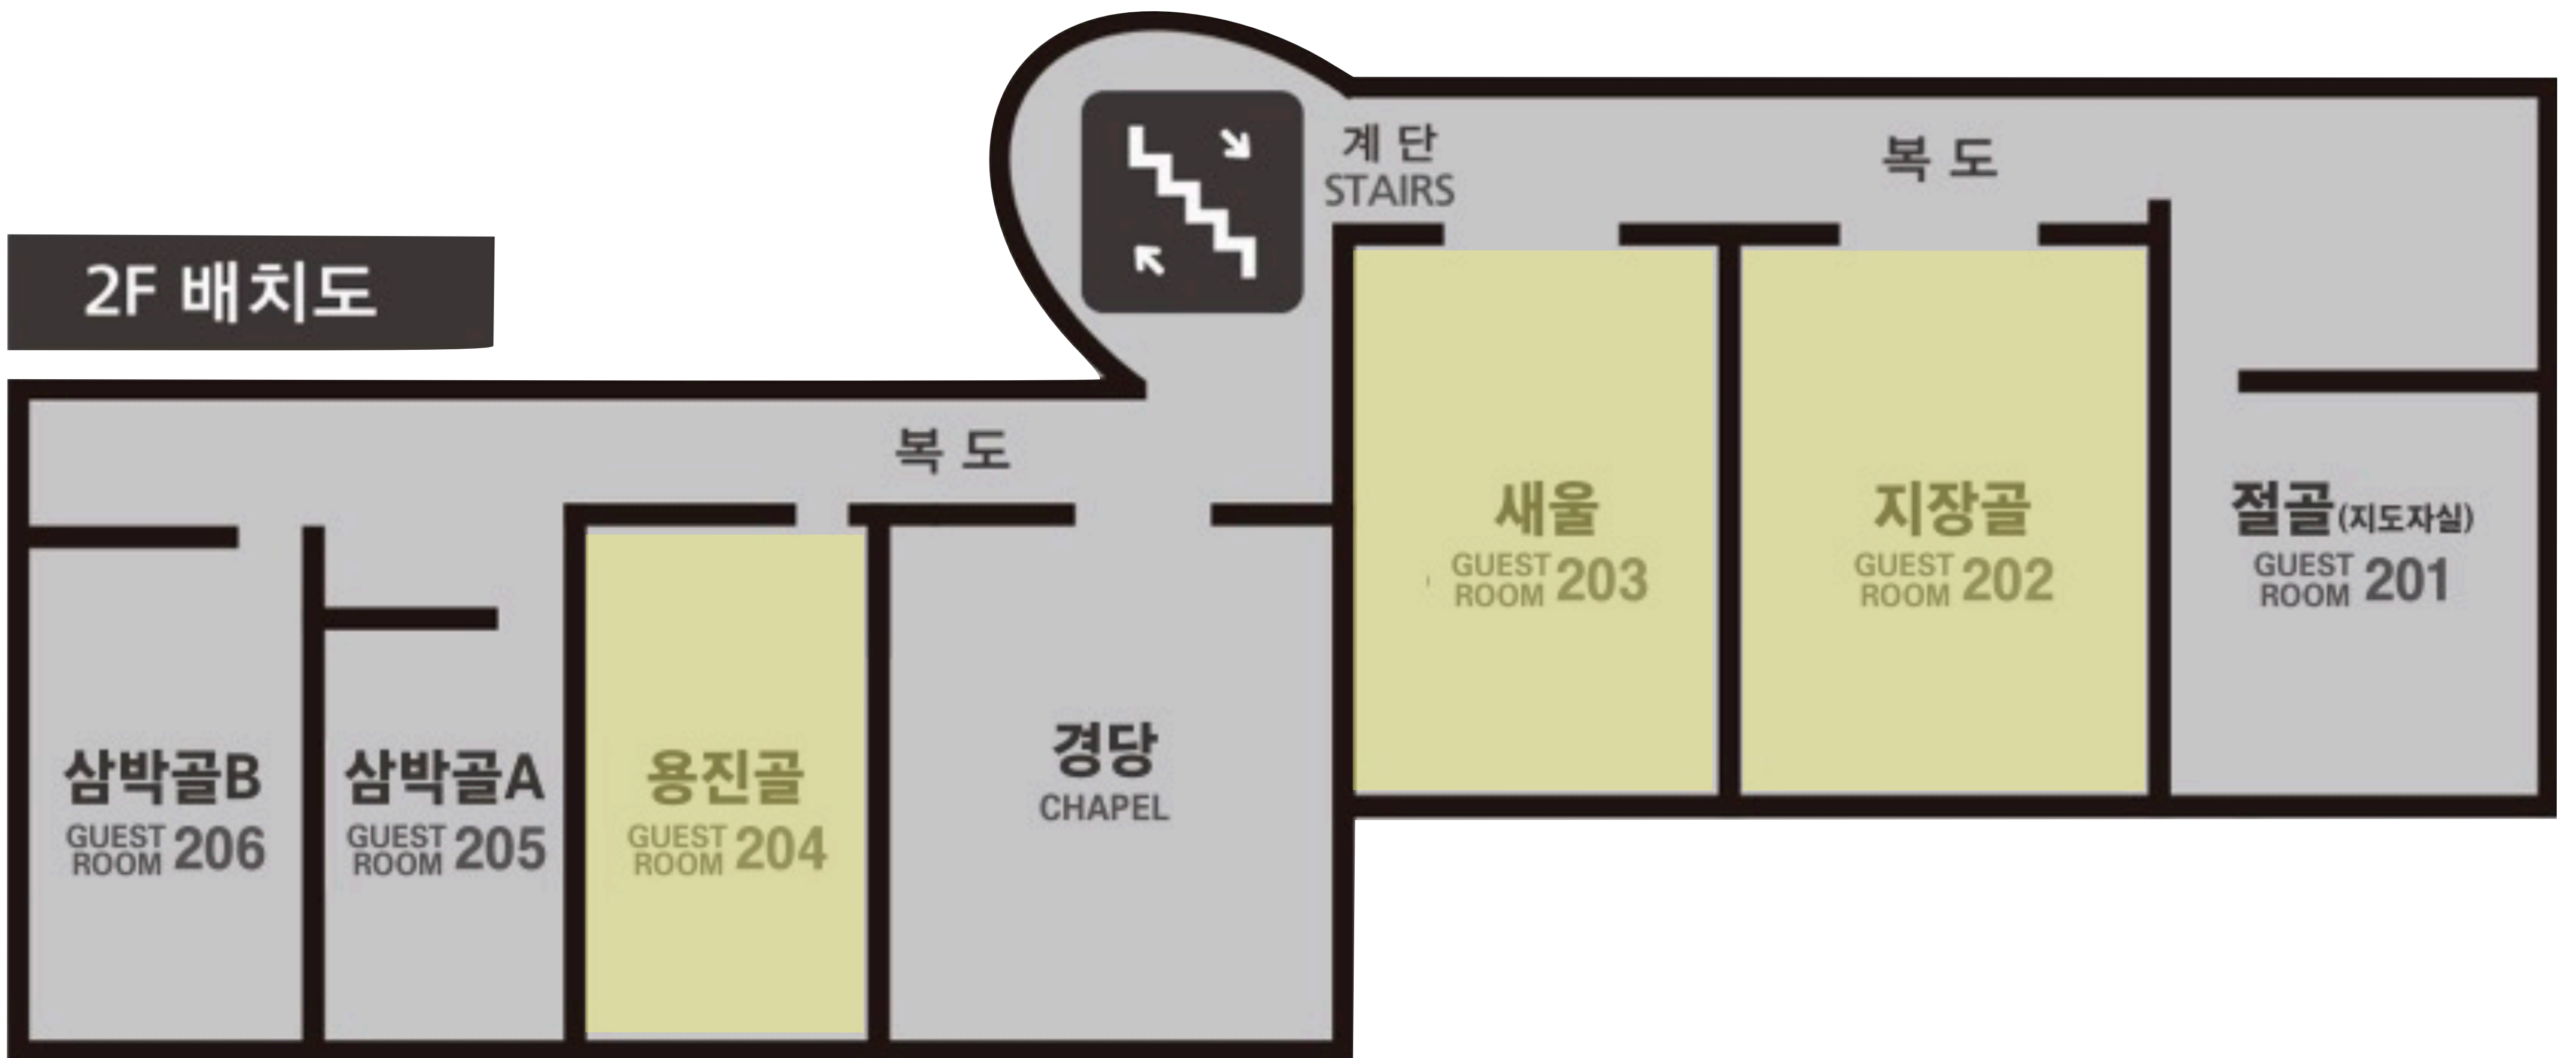 2F 배치도
계 단
STAIRS
복 도
복 도
새울
GUEST ROOM 203
지장골
GUEST ROOM 202
절골(지도자실)
GUEST ROOM 201
삼박골B
GUEST ROOM 206
삼박골A
GUEST ROOM 205
용진골
GUEST ROOM 204
경당
CHAPEL